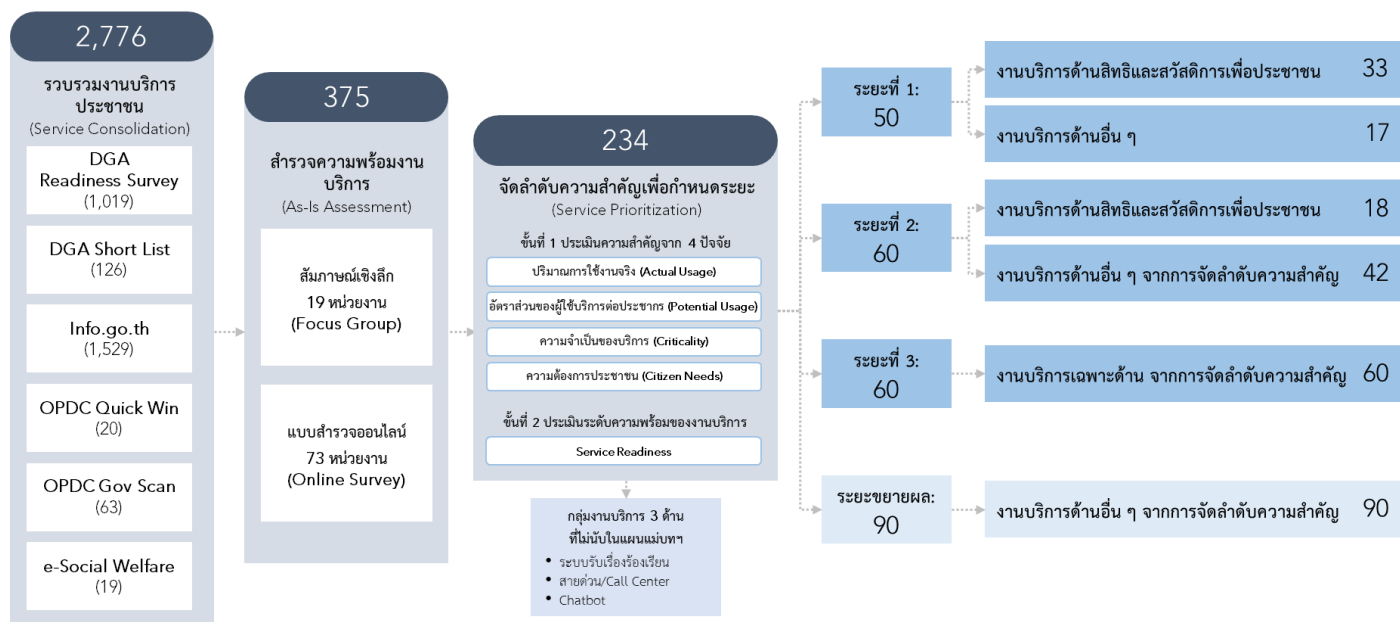 2,776
รวบรวมงานบริการ
ประชาชน
(Service Consolidation)
DGA
Readiness Survey
(1,019)
DGA Short List
(126)
Info.go.th
(1,529)
OPDC Quick Win
(20)
OPDC Gov Scan
(63)
e-Social Welfare
(19)
375
สำรวจความพร้อมงาน
บริการ
(As-Is Assessment)
สัมภาษณ์เชิงลึก
19 หน่วยงาน
(Focus Group)
แบบสำรวจออนไลน์
73 หน่วยงาน
(Online Survey)
234
จัดลำดับความสำคัญเพื่อกำหนดระยะ
(Service Prioritization)
ขั้นที่ 1 ประเมินความสำคัญจาก 4 ปัจจัย
ปริมาณการใช้งานจริง (Actual Usage)
อัตราส่วนของผู้ใช้บริการต่อประชากร (Potential Usage)
ความจำเป็นของบริการ (Criticality)
ความต้องการประชาชน (Citizen Needs)
ขั้นที่ 2 ประเมินระดับความพร้อมของงานบริการ
Service Readiness
กลุ่มงานบริการ 3 ด้าน
ที่ไม่นับในแผนแม่บทฯ
• ระบบรับเรื่องร้องเรียน
• สายด่วน/Call Center
• Chatbot
ระยะที่ 1:
50
งานบริการด้านสิทธิและสวัสดิการเพื่อประชาชน 33
งานบริการด้านอื่น ๆ 17
ระยะที่ 2:
60
งานบริการด้านสิทธิและสวัสดิการเพื่อประชาชน 18
งานบริการด้านอื่น ๆ จากการจัดลำดับความสำคัญ 42
ระยะที่ 3:
60
งานบริการเฉพาะด้าน จากการจัดลำดับความสำคัญ 60
ระยะขยายผล:
90
งานบริการด้านอื่น ๆ จากการจัดลำดับความสำคัญ 90